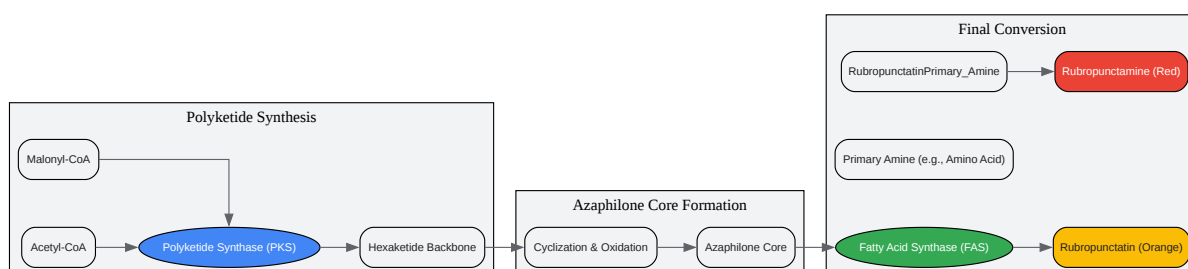 Polyketide Synthesis
Malonyl-CoA
Acetyl-CoA
Polyketide Synthase (PKS)
Hexaketide Backbone
Azaphilone Core Formation
Cyclization & Oxidation
Azaphilone Core
Final Conversion
RubropunctatinPrimary_Amine
Rubropunctamine (Red)
Primary Amine (e.g., Amino Acid)
Fatty Acid Synthase (FAS)
Rubropunctatin (Orange)